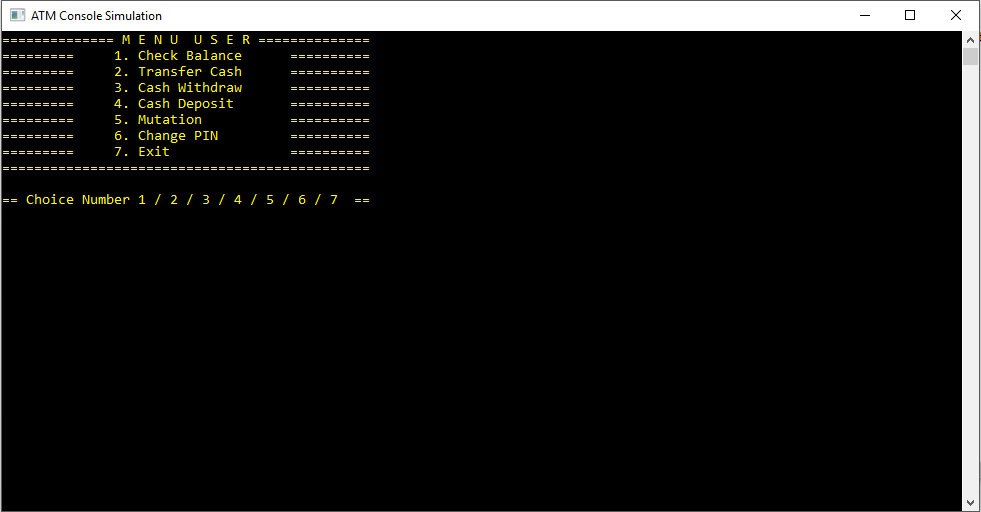 ATM Console Simulation
============== M E N U  U S E R ==============
=========     1. Check Balance      ==========
=========     2. Transfer Cash      ==========
=========     3. Cash Withdraw      ==========
=========     4. Cash Deposit       ==========
=========     5. Mutation           ==========
=========     6. Change PIN         ==========
=========     7. Exit               ==========
==============================================
== Choice Number 1 / 2 / 3 / 4 / 5 / 6 / 7  ==